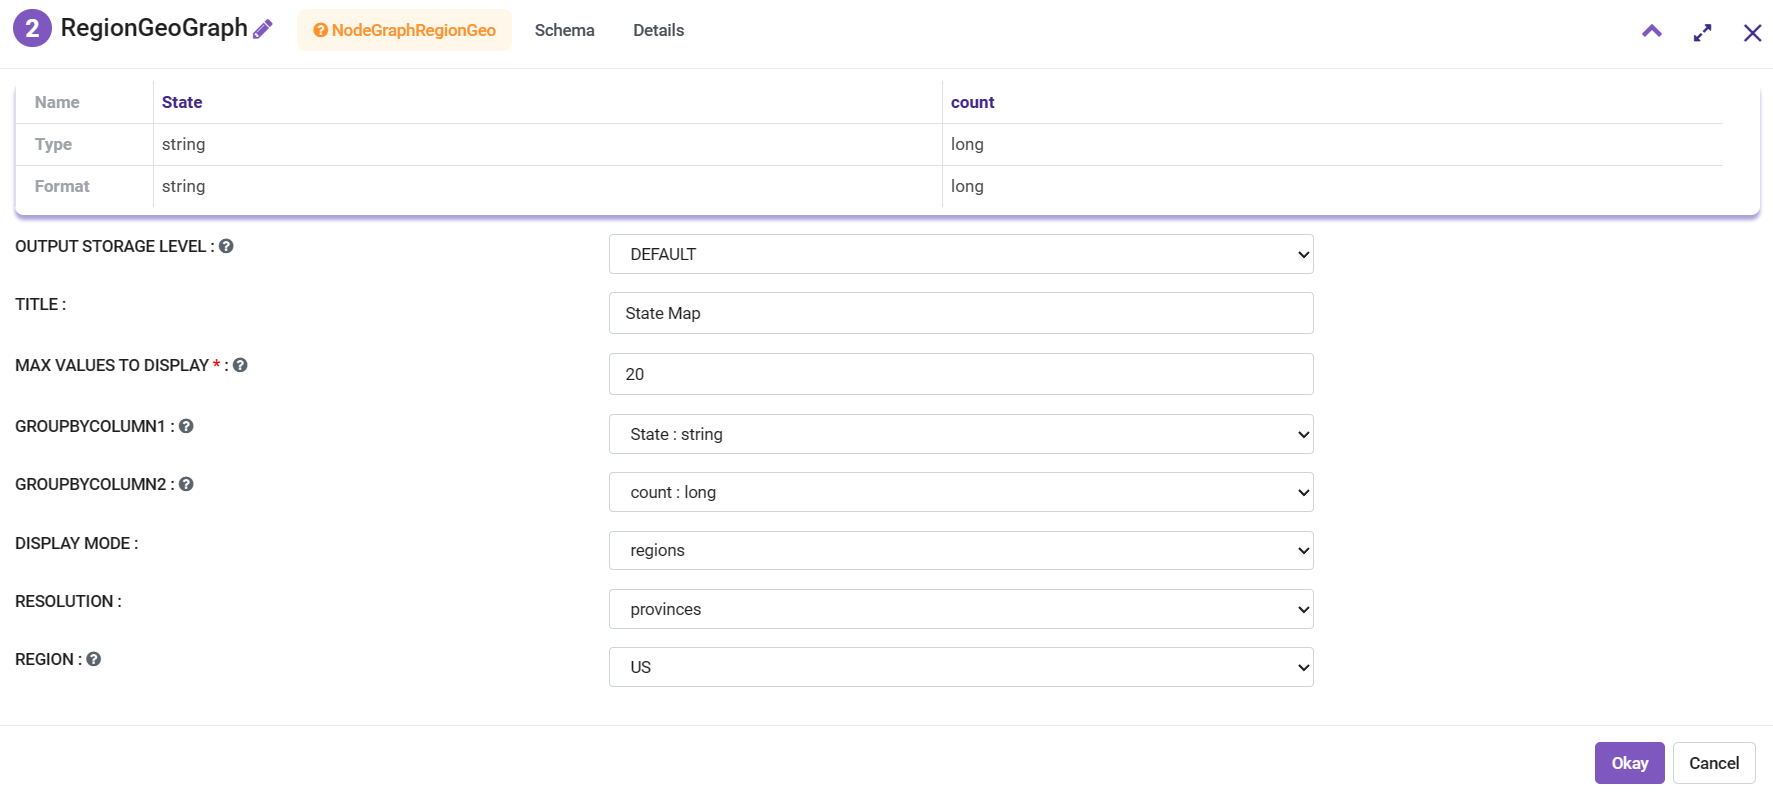 2 RegionGeoGraph NodeGraphRegionGeo Schema Details
Name State count
Type string long
Format string long
OUTPUT STORAGE LEVEL : DEFAULT
TITLE : State Map
MAX VALUES TO DISPLAY * : 20
GROUPBYCOLUMN1 : State : string
GROUPBYCOLUMN2 : count : long
DISPLAY MODE : regions
RESOLUTION : provinces
REGION : US
Okay Cancel